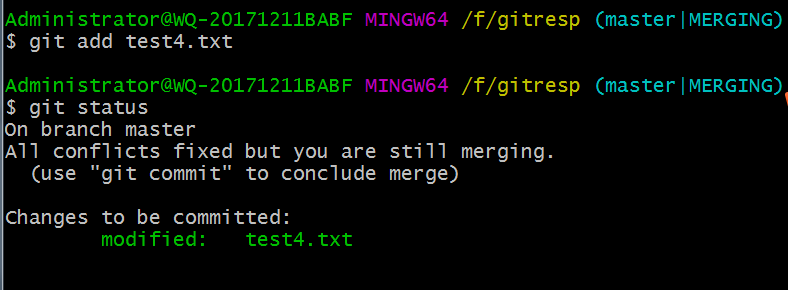 Administrator@WQ-20171211BABF MINGW64 /f/gitresp (master|MERGING)
$ git add test4.txt
Administrator@WQ-20171211BABF MINGW64 /f/gitresp (master|MERGING)
$ git status
On branch master
All conflicts fixed but you are still merging.
(use "git commit" to conclude merge)
Changes to be committed:
modified: test4.txt